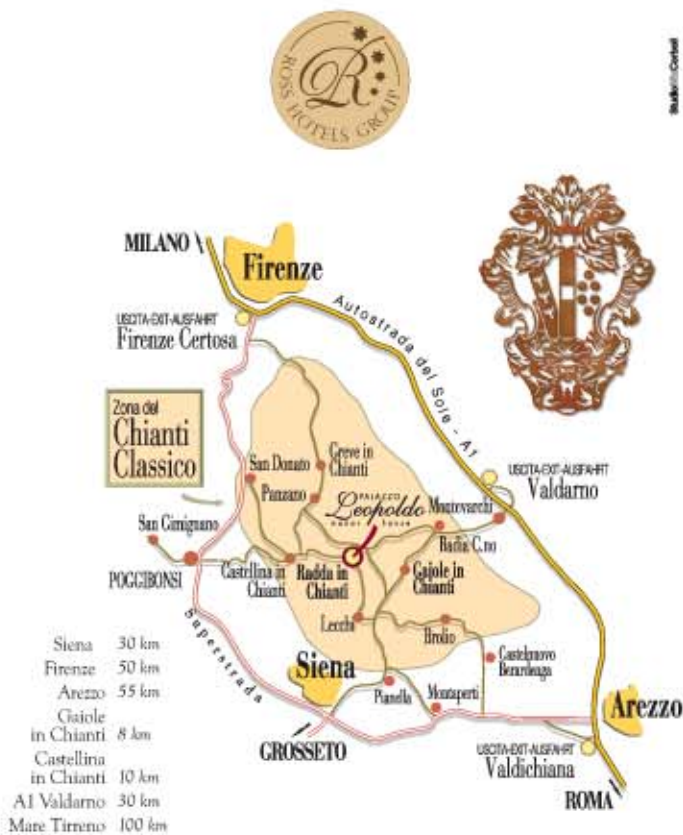 ROSS HOTELS GROUP
R
MILANO
Firenze
USCITA-EXIT-AUSFAHRT
Firenze Certosa
Autostrada del Sole - A1
Zona del
Chianti
Classico
San Donato
Greve in
Chianti
Panzano
PALAZZO
Leopoldo
USCITA-EXIT-AUSFAHRT
Valdarno
Montevarchi
San Gimignano
Badia C.no
POGGIBONSI
Castellina in
Chianti
Radda in
Chianti
Gaiole in
Chianti
Lecchi
Brolio
Superstrada
Siena
Castelnuovo
Berardenga
Pianella
Montaperti
Arezzo
GROSSETO
USCITA-EXIT-AUSFAHRT
Valdichiana
ROMA
Siena 30 km
Firenze 50 km
Arezzo 55 km
Gaiole
in Chianti 8 km
Castellina
in Chianti 10 km
A1 Valdarno 30 km
Mare Tirreno 100 km